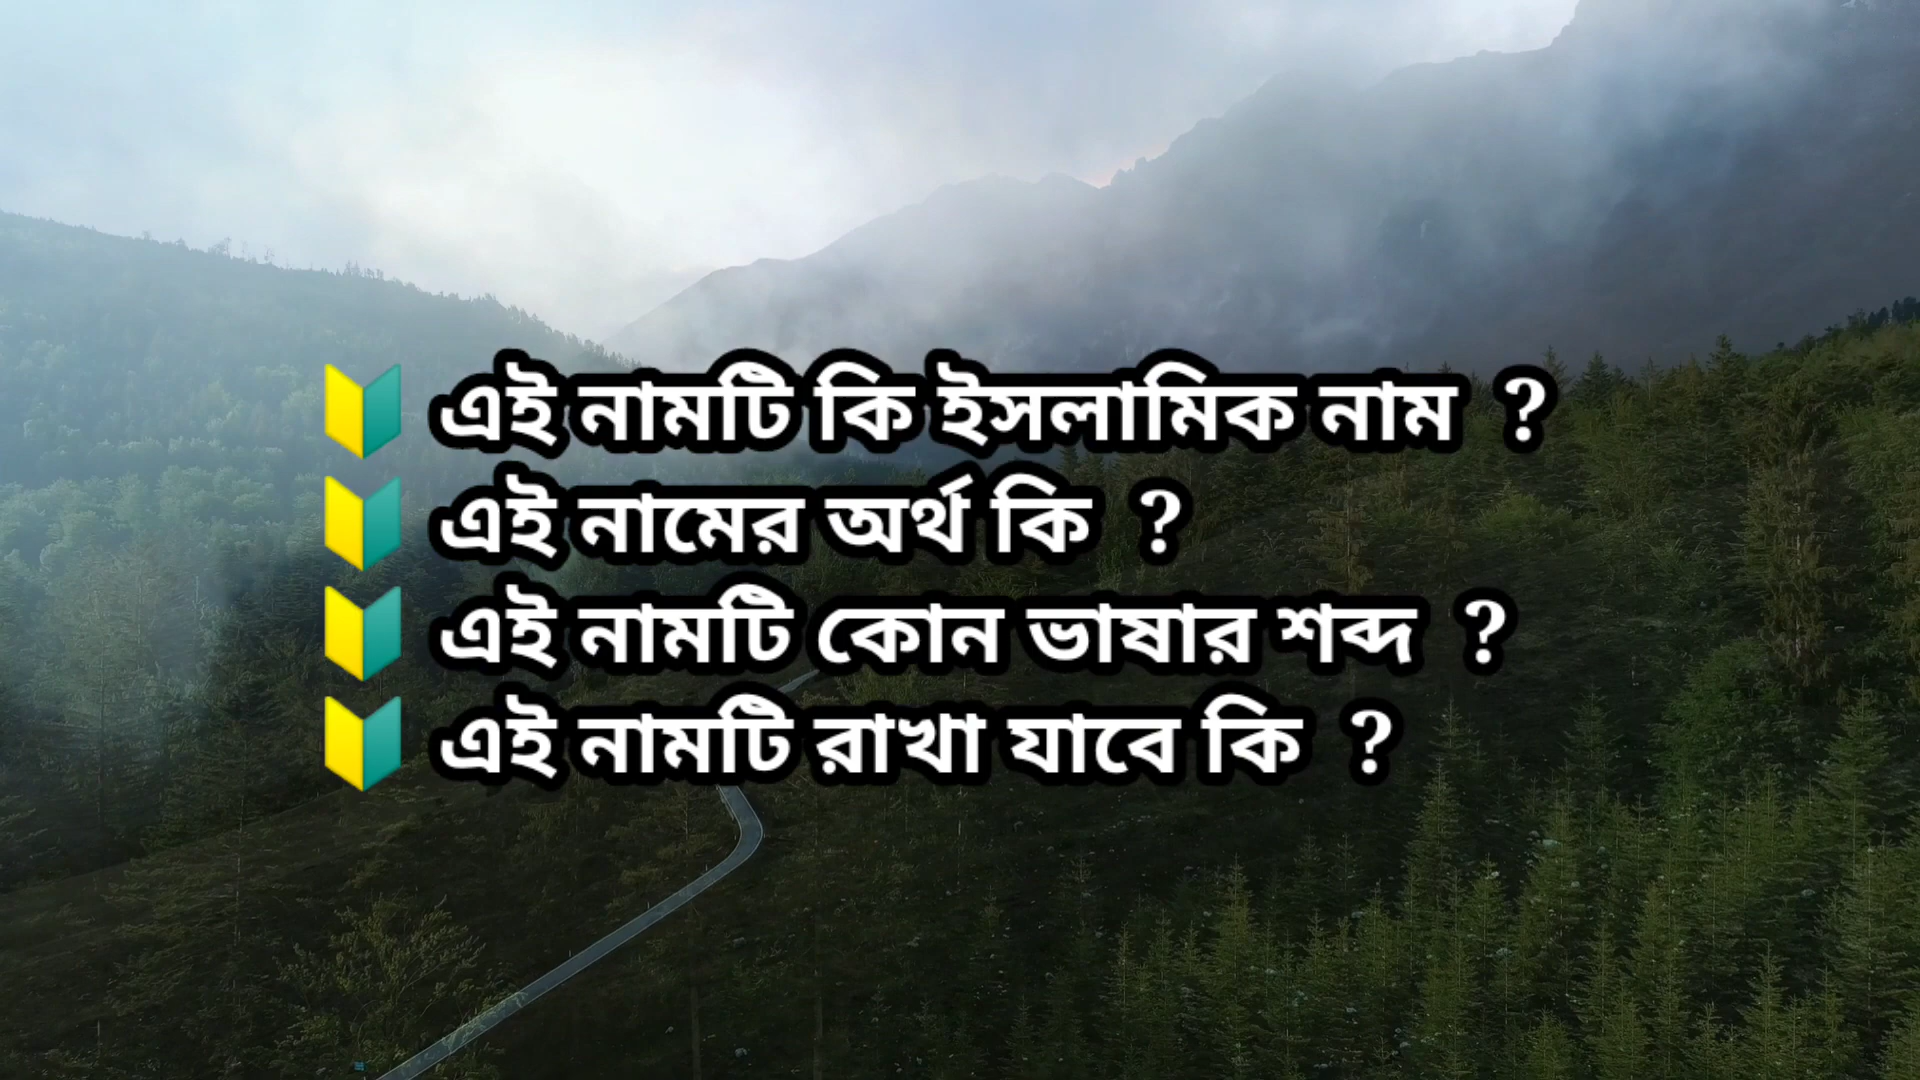 🔰 এই নামটি কি ইসলামিক নাম ?
🔰 এই নামের অর্থ কি ?
🔰 এই নামটি কোন ভাষার শব্দ ?
🔰 এই নামটি রাখা যাবে কি ?